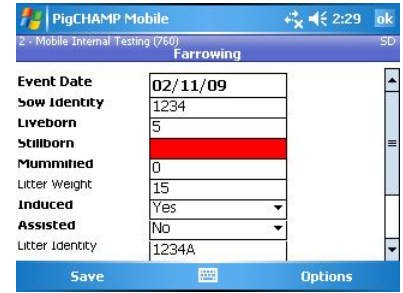 PigCHAMP Mobile 2:29 ok
2 - Mobile Internal Testing (760) SD
Farrowing
Event Date 02/11/09
Sow Identity 1234
Liveborn 5
Stillborn
Mummified 0
Litter Weight 15
Induced Yes
Assisted No
Litter Identity 1234A
Save Options